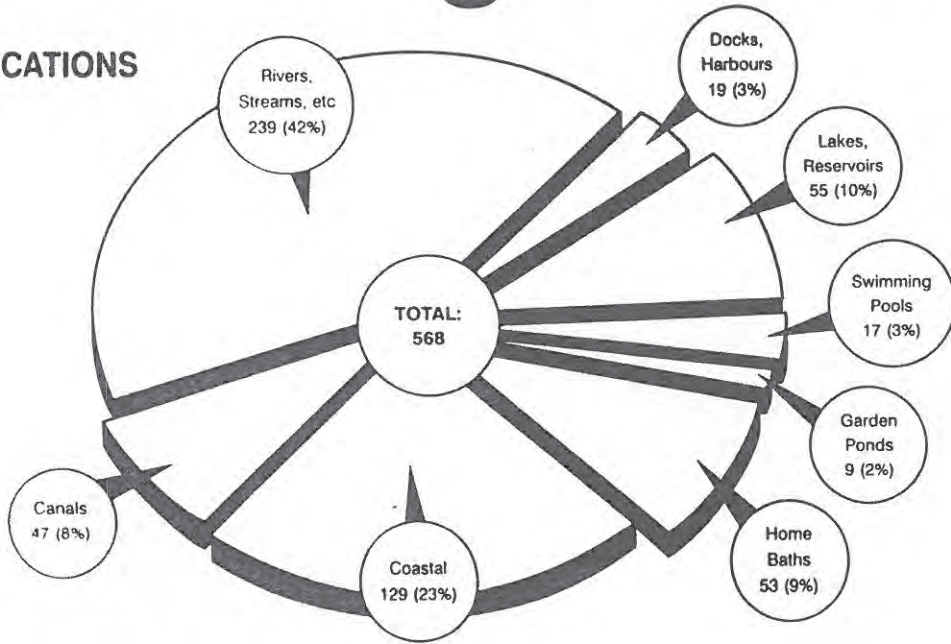 CATIONS
Rivers,
Streams, etc
239 (42%)
Docks,
Harbours
19 (3%)
Lakes,
Reservoirs
55 (10%)
Swimming
Pools
17 (3%)
TOTAL:
568
Garden
Ponds
9 (2%)
Home
Baths
53 (9%)
Coastal
129 (23%)
Canals
47 (8%)